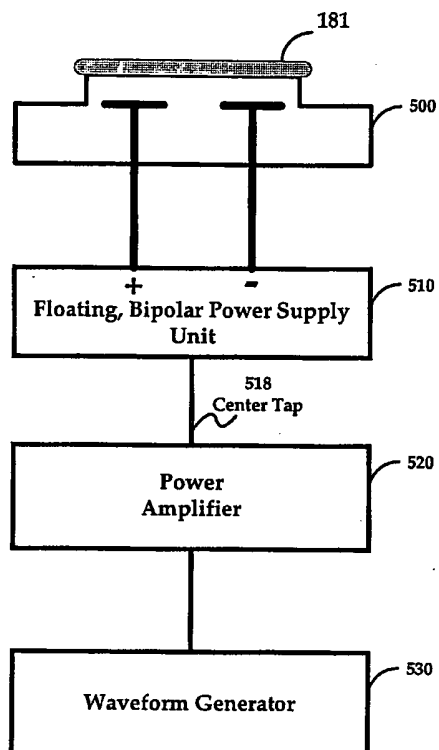 181
500
+ -
510
Floating, Bipolar Power Supply
Unit
518
Center Tap
520
Power
Amplifier
530
Waveform Generator